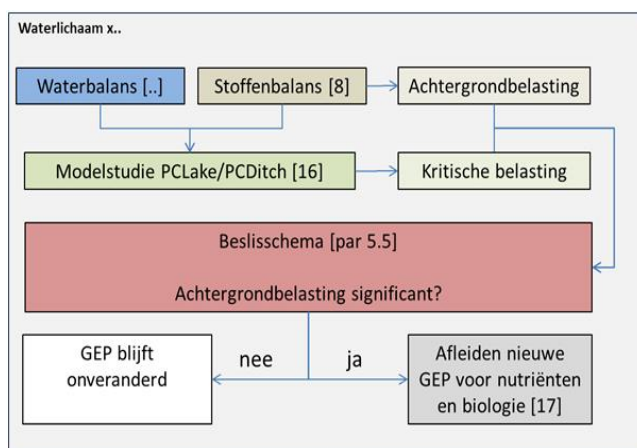 Waterlichaam x..
Waterbalans [..]
Stoffenbalans [8]
Achtergrondbelasting
Modelstudie PCLake/PCDitch [16]
Kritische belasting
Beslisschema [par 5.5]
Achtergrondbelasting significant?
GEP blijft
onveranderd
nee
ja
Afleiden nieuwe
GEP voor nutriënten
en biologie [17]